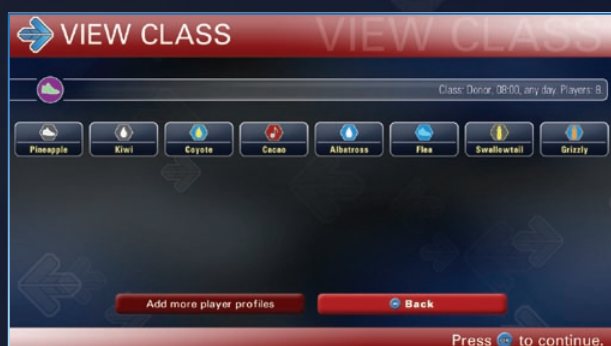 VIEW CLASS
VIEW CLASS
Class: Donor, 08:00, any day. Players: 8.
Pineapple Kiwi Coyote Cacao Albatross Flea Swallowtail Grizzly
Add more player profiles Back
Press OK to continue.